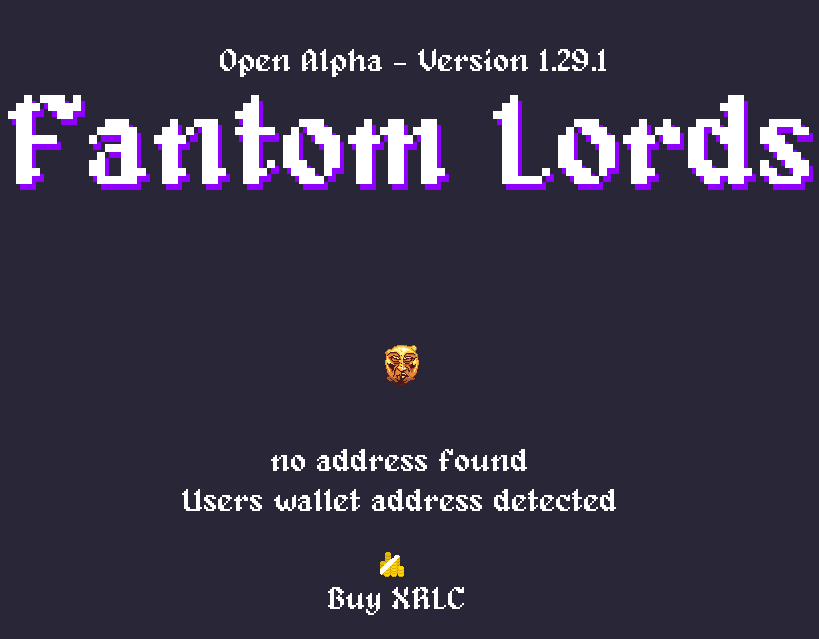 Open Alpha - Version 1.29.1
Fantom Lords
no address found
Users wallet address detected
Buy XRLC